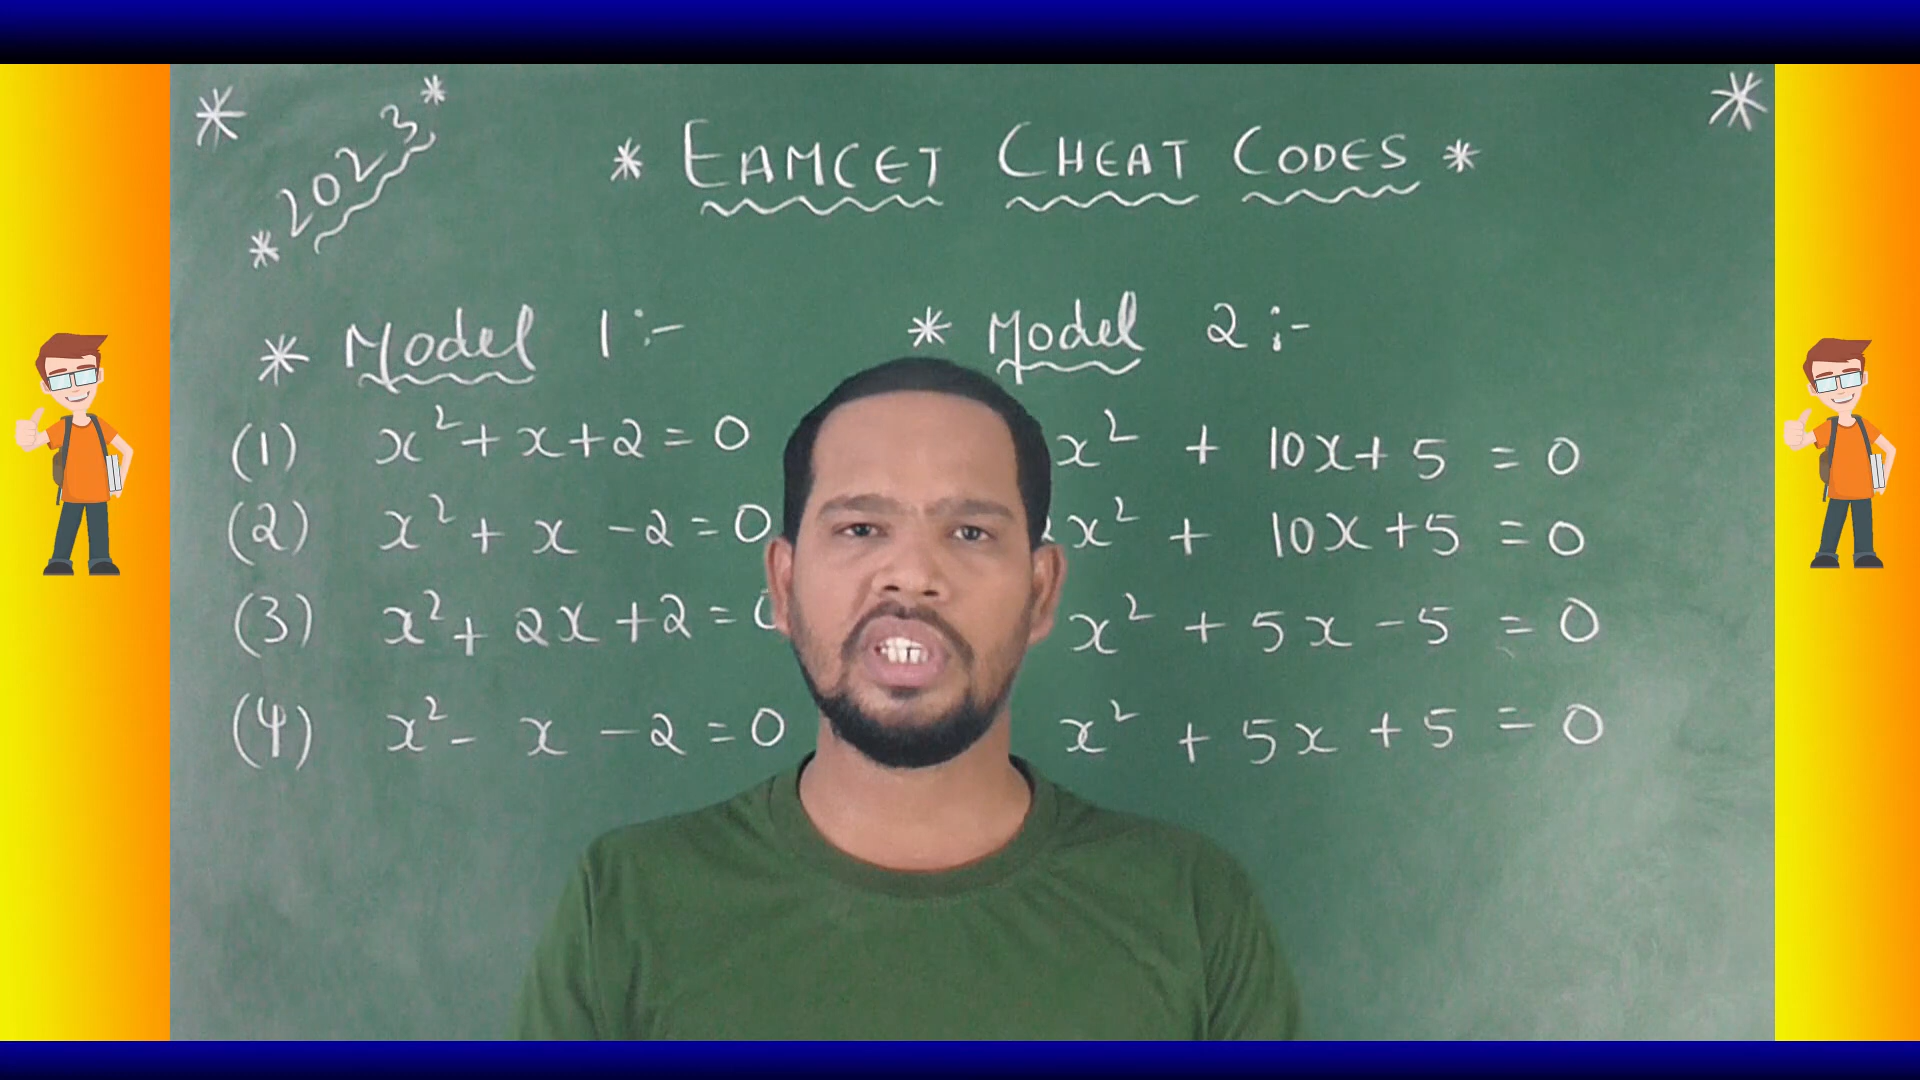 * 2023 *
* EAMCET CHEAT CODES *
* Model 1 :-
(1) x² + x + 2 = 0
(2) x² + x - 2 = 0
(3) x² + 2x + 2 = 0
(4) x² - x - 2 = 0
* Model 2 :-
x² + 10x + 5 = 0
x² + 10x + 5 = 0
x² + 5x - 5 = 0
x² + 5x + 5 = 0